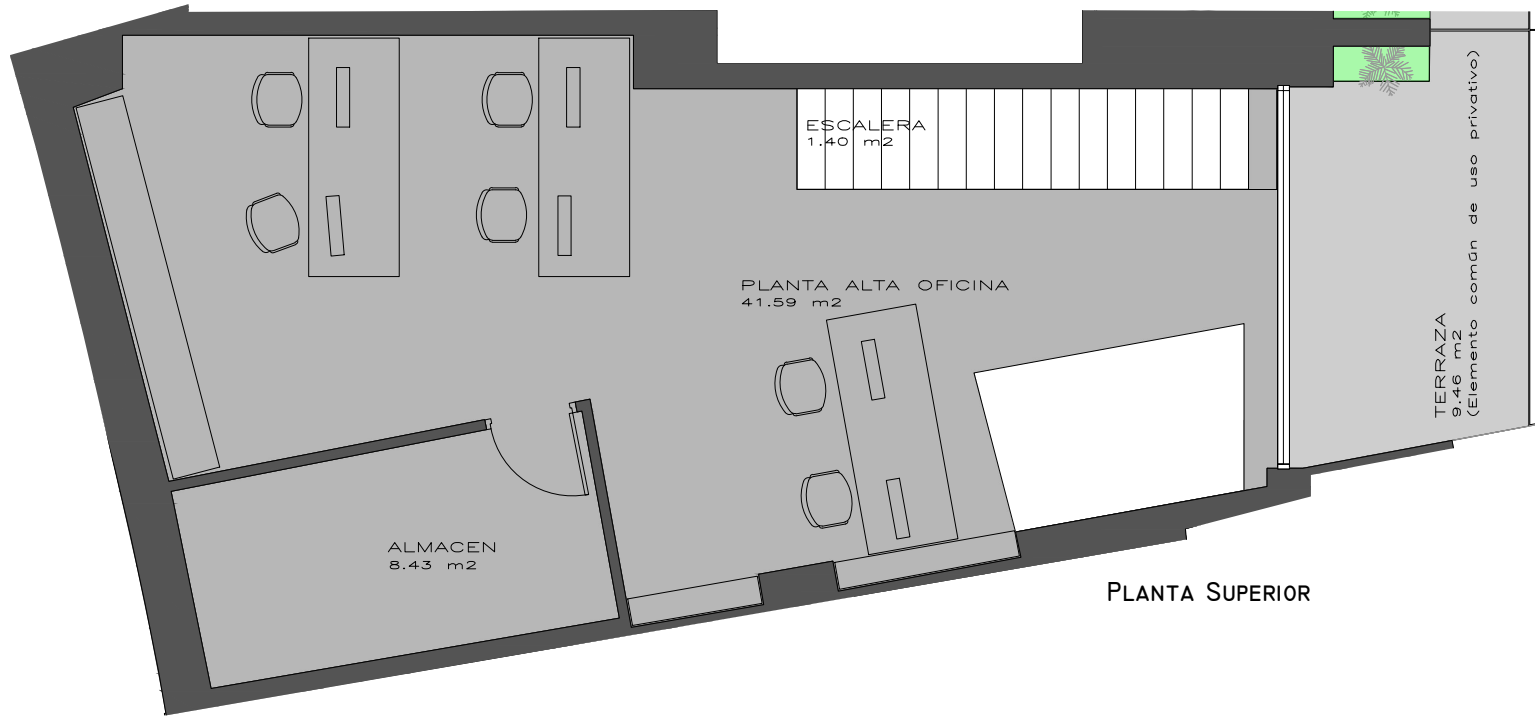 ESCALERA
1.40 m2
PLANTA ALTA OFICINA
41.59 m2
TERRAZA
9.46 m2
(Elemento común de uso privativo)
ALMACEN
8.43 m2
PLANTA SUPERIOR